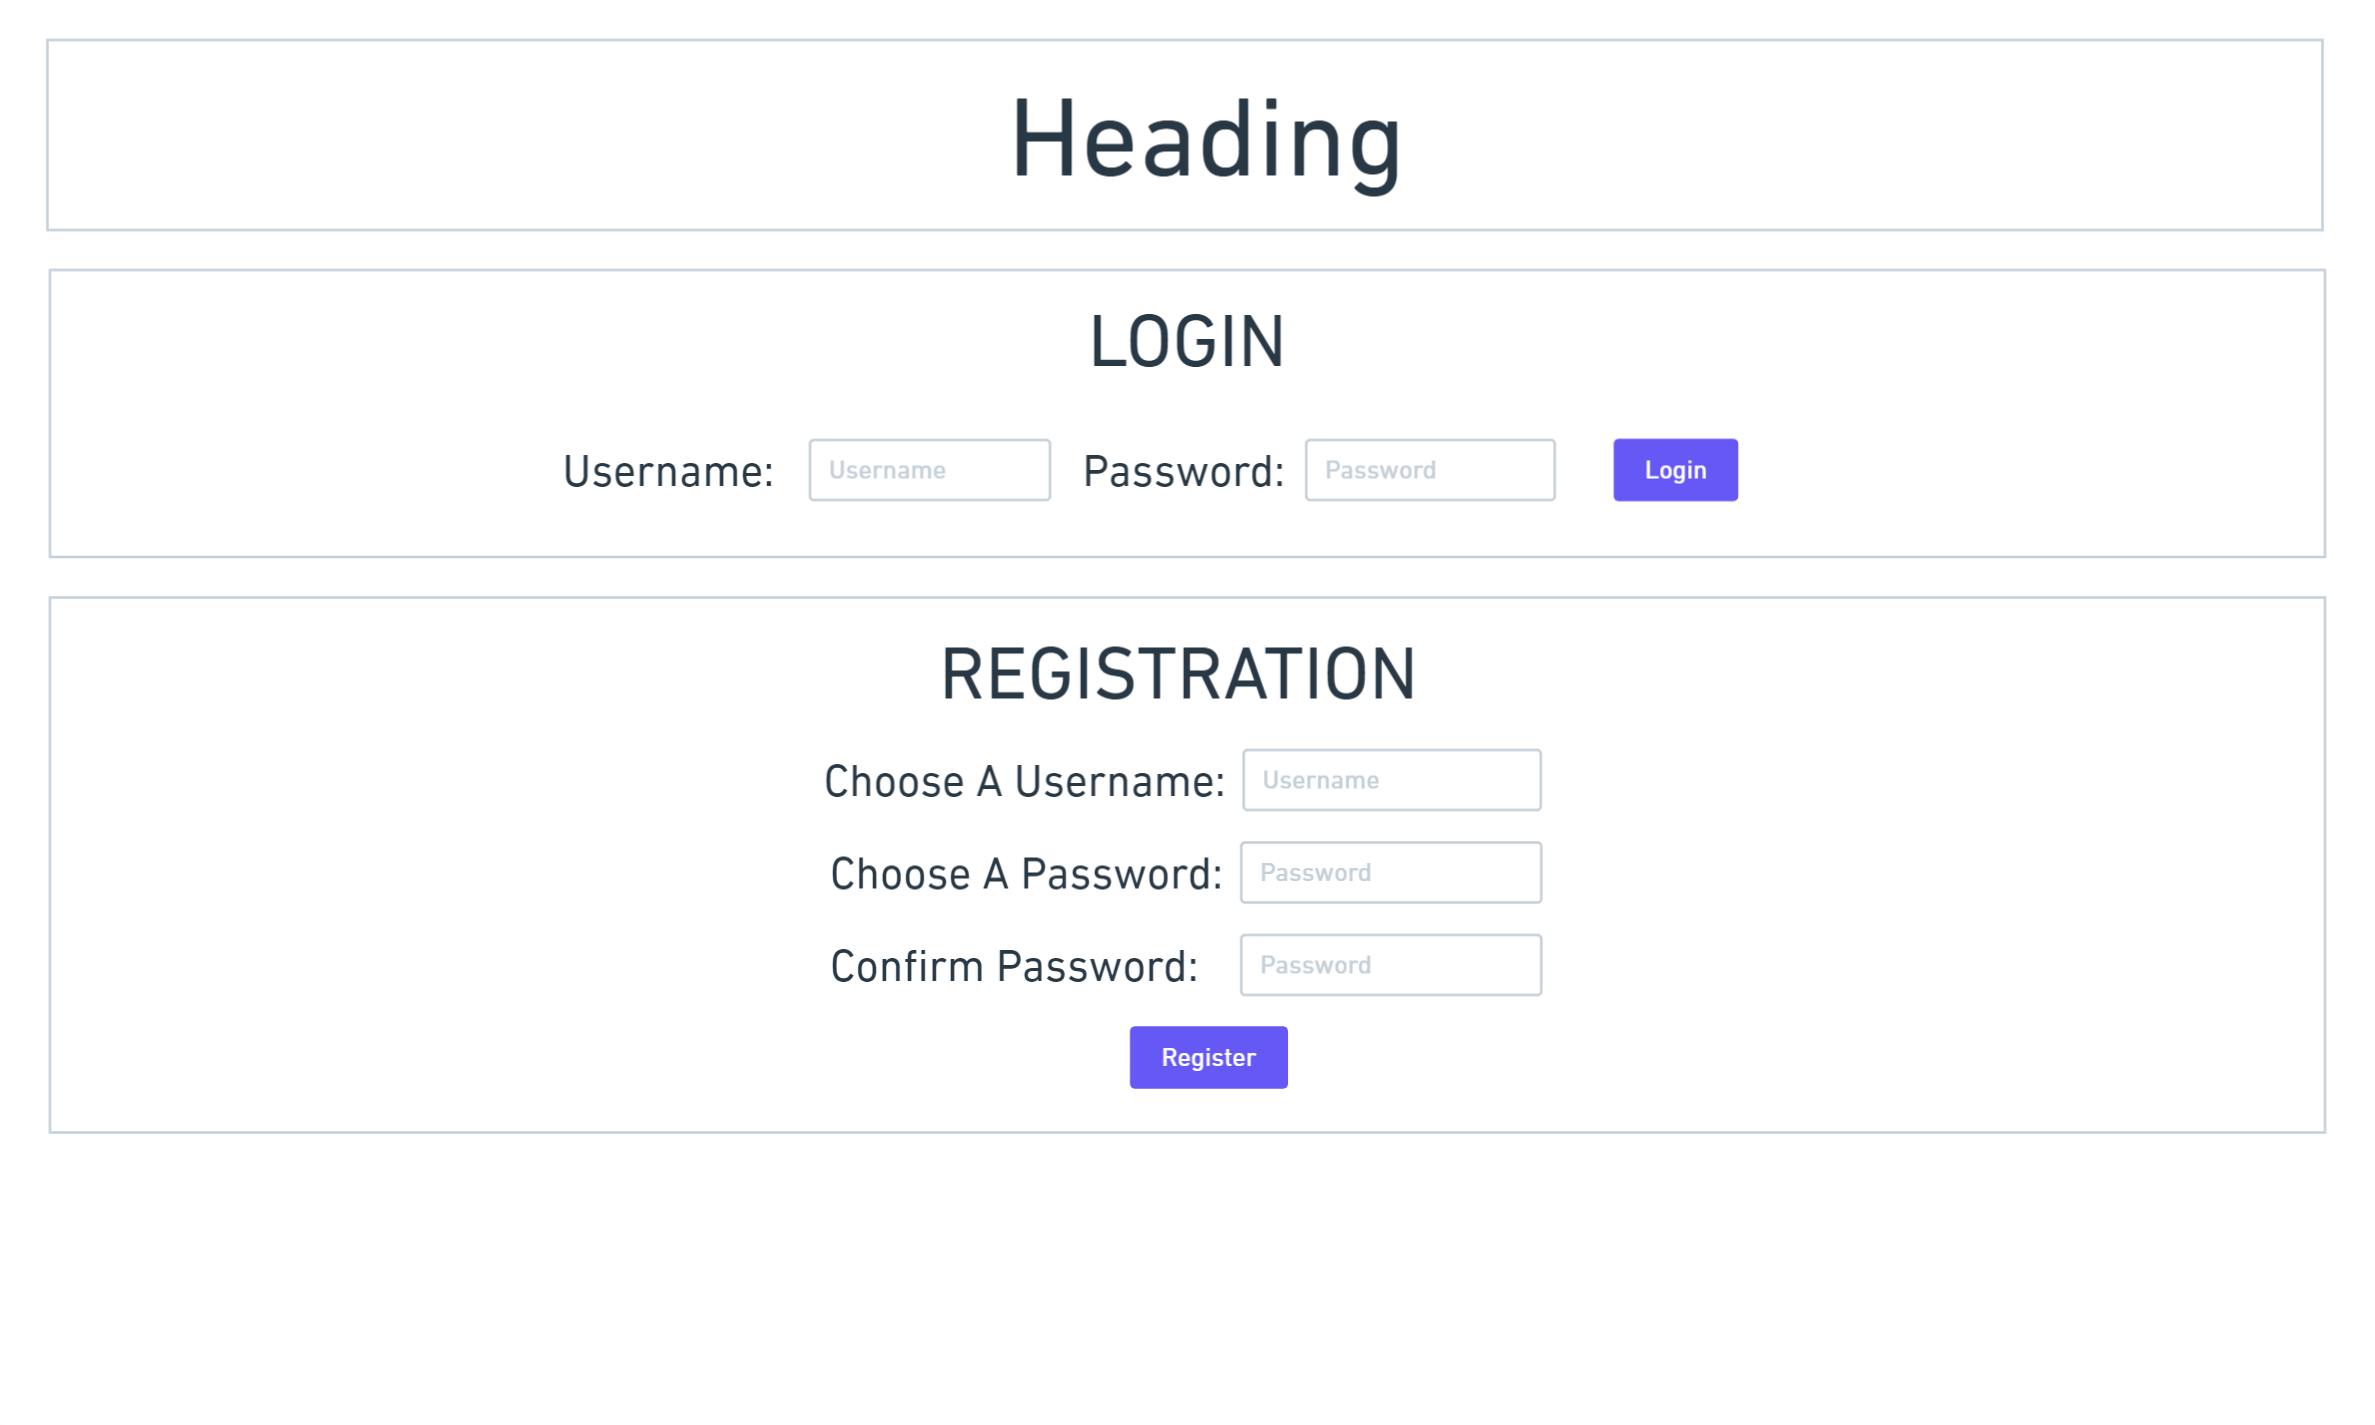 Heading
LOGIN
Username: Username Password: Password Login
REGISTRATION
Choose A Username: Username
Choose A Password: Password
Confirm Password: Password
Register